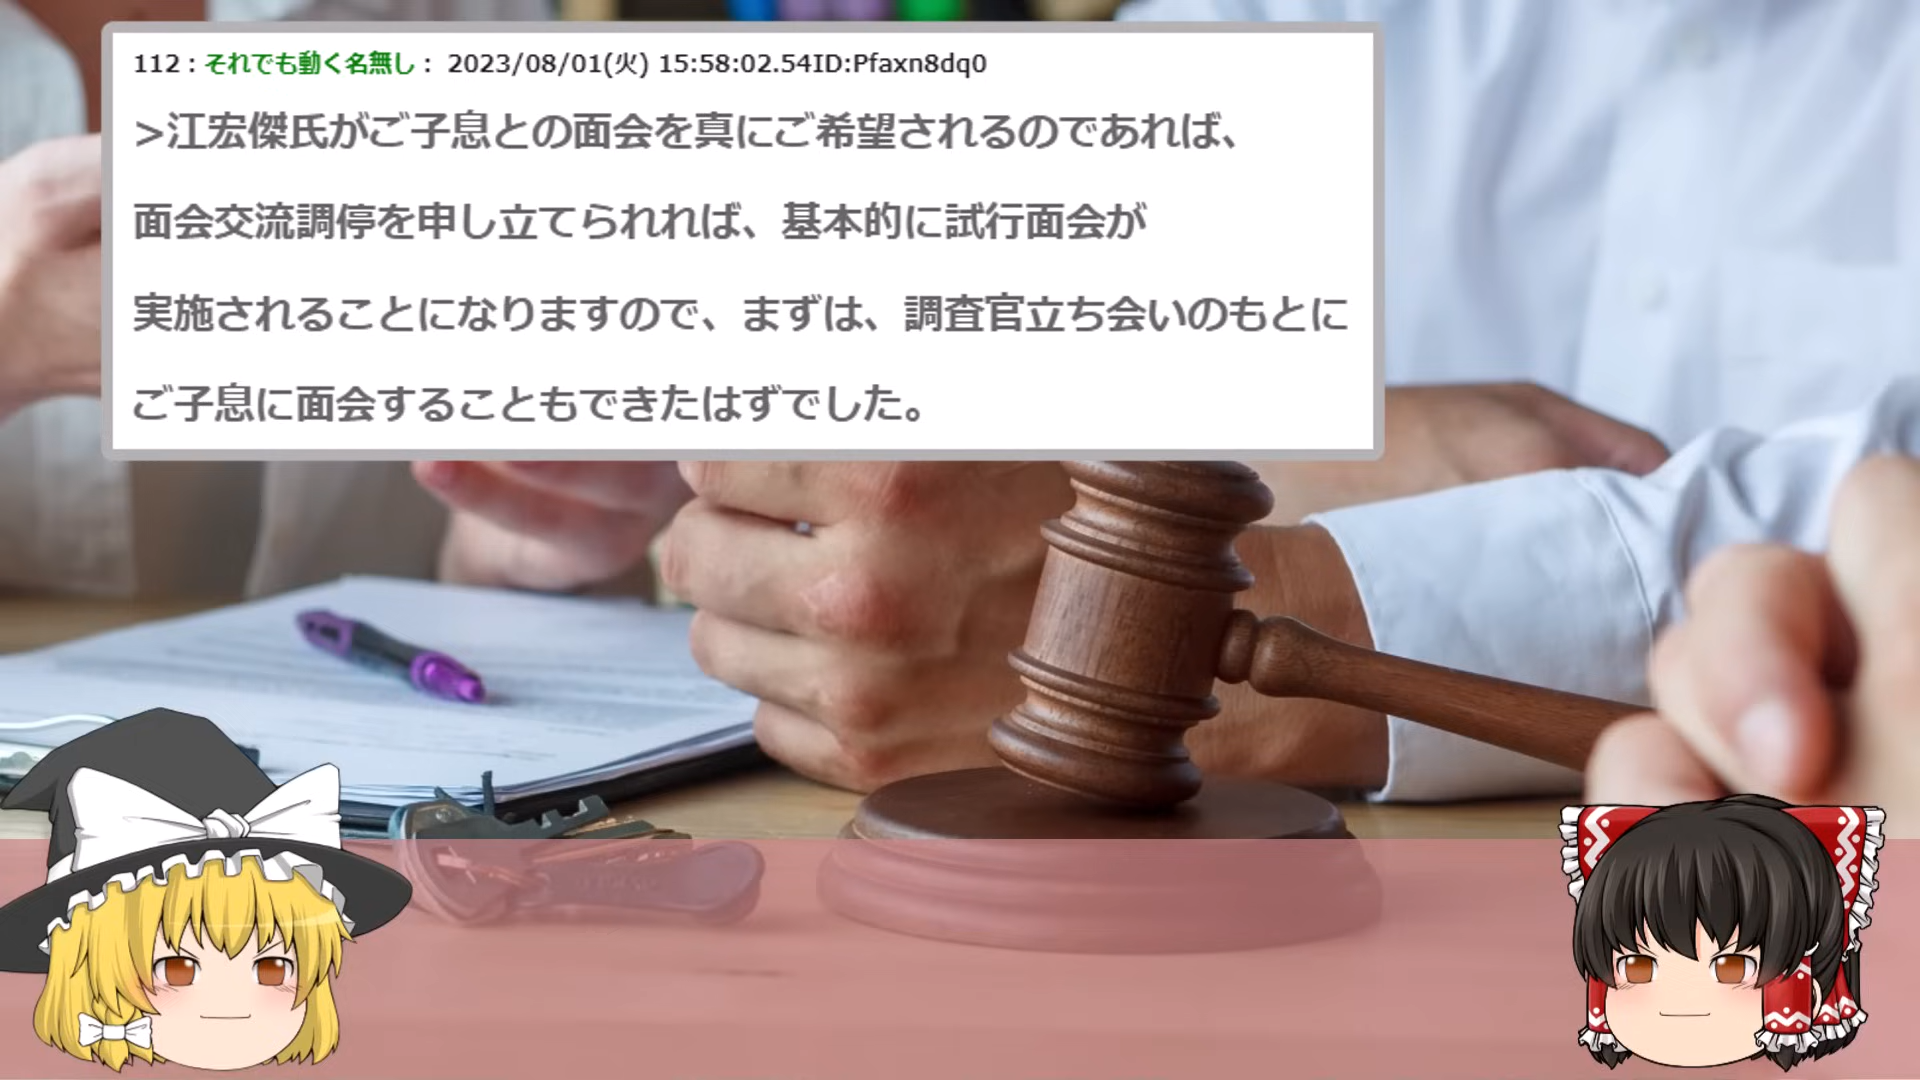 112 : それでも動く名無し : 2023/08/01(火) 15:58:02.54ID:Pfaxn8dq0
>江宏傑氏がご子息との面会を真にご希望されるのであれば、
面会交流調停を申し立てられれば、基本的に試行面会が
実施されることになりますので、まずは、調査官立ち会いのもとに
ご子息に面会することもできたはずでした。